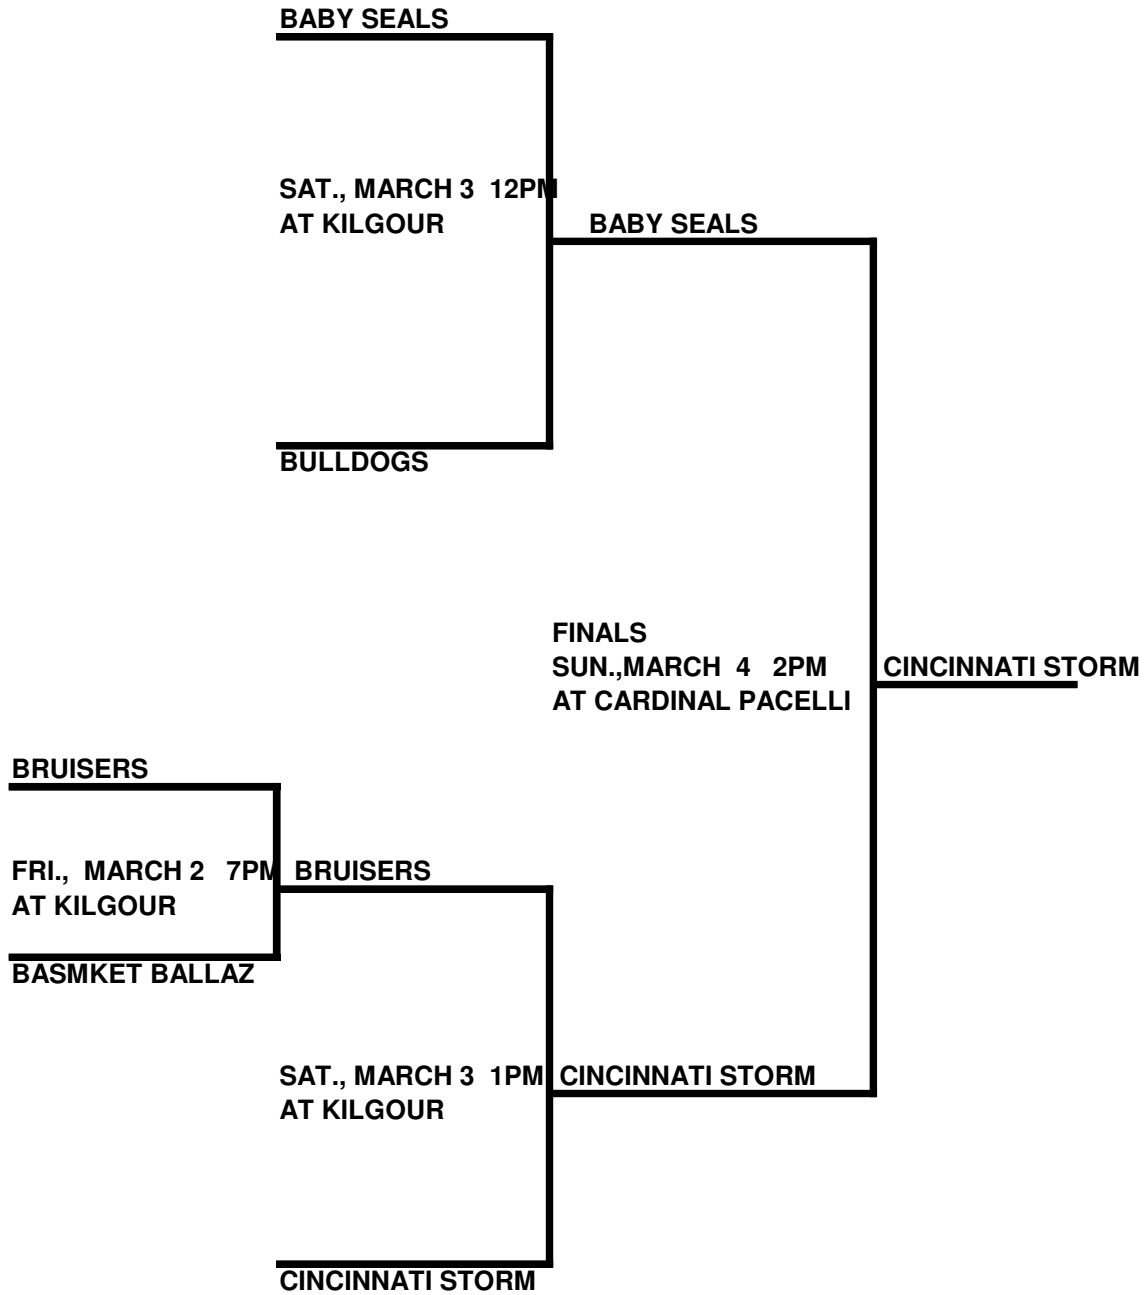 BABY SEALS
SAT., MARCH 3  12PM
AT KILGOUR
BABY SEALS
BULLDOGS
FINALS
SUN.,MARCH  4   2PM
AT CARDINAL PACELLI
CINCINNATI STORM
BRUISERS
FRI.,  MARCH 2   7PM
AT KILGOUR
BRUISERS
BASMKET BALLAZ
SAT., MARCH 3  1PM
AT KILGOUR
CINCINNATI STORM
CINCINNATI STORM